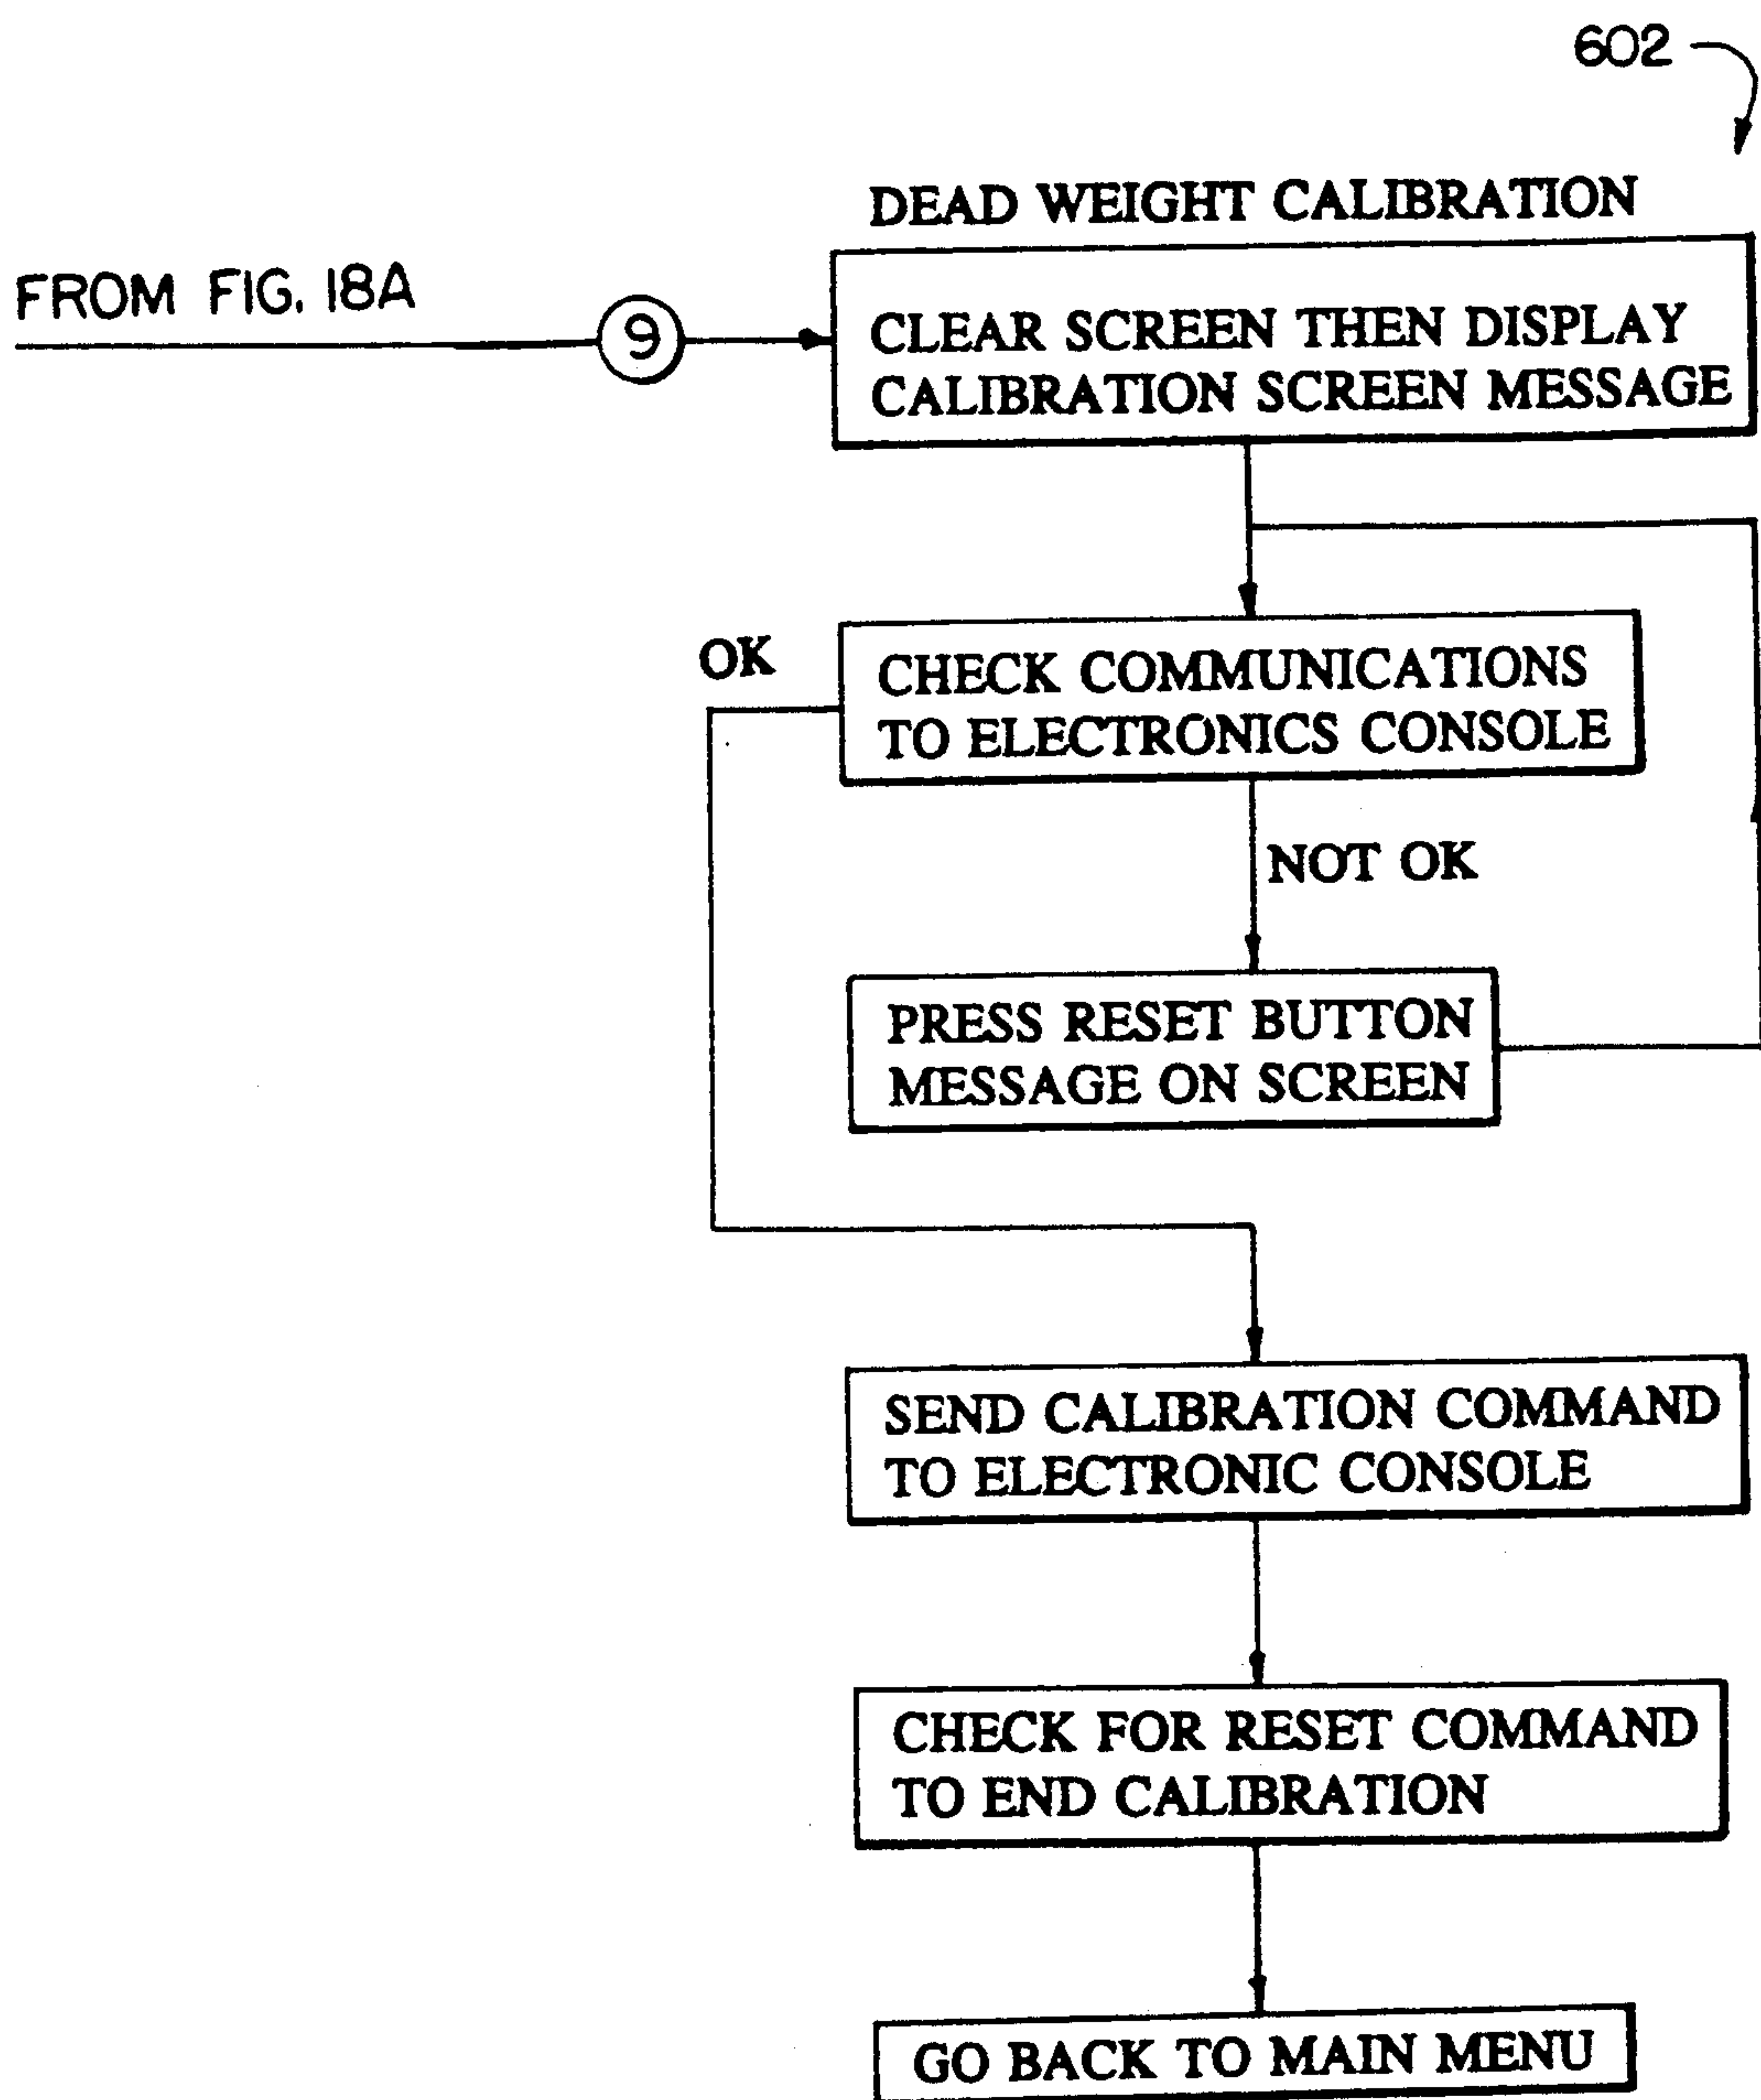 602
DEAD WEIGHT CALIBRATION
FROM FIG. 18A
9
CLEAR SCREEN THEN DISPLAY
CALIBRATION SCREEN MESSAGE
OK
CHECK COMMUNICATIONS
TO ELECTRONICS CONSOLE
NOT OK
PRESS RESET BUTTON
MESSAGE ON SCREEN
SEND CALIBRATION COMMAND
TO ELECTRONIC CONSOLE
CHECK FOR RESET COMMAND
TO END CALIBRATION
GO BACK TO MAIN MENU